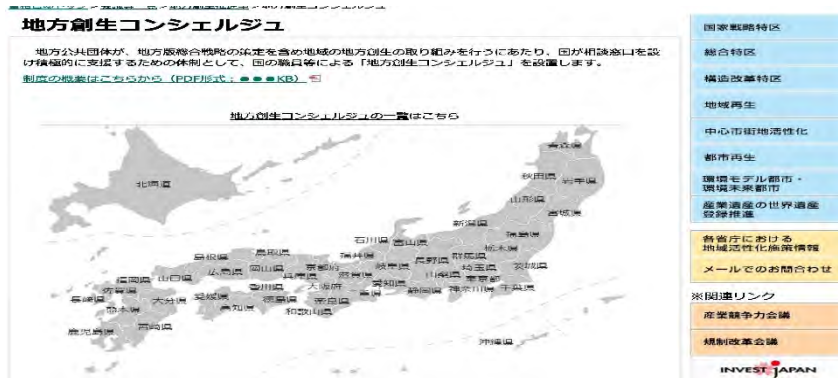 地方創生コンシェルジュ
地方公共団体が、地方版総合戦略の策定を含め地域の地方創生の取り組みを行うにあたり、国が相談窓口を設
け積極的に支援するための体制として、国の職員等による「地方創生コンシェルジュ」を設置します。
制度の概要はこちらから（PDF形式：●●●KB）
地方創生コンシェルジュの一覧はこちら
北海道
青森県
秋田県 岩手県
山形県
宮城県
新潟県 福島県
石川県 富山県 栃木県
群馬県
福井県 長野県
島根県 鳥取県 岐阜県 埼玉県 茨城県
福岡県 山口県 広島県 岡山県 兵庫県 京都府 滋賀県 山梨県 東京都
佐賀県 香川県 大阪府 愛知県 静岡県 神奈川県 千葉県
長崎県 大分県 愛媛県 徳島県 奈良県
熊本県 高知県 和歌山県
鹿児島県 宮崎県
沖縄県
国家戦略特区
総合特区
構造改革特区
地域再生
中心市街地活性化
都市再生
環境モデル都市・
環境未来都市
産業遺産の世界遺産
登録推進
各省庁における
地域活性化施策情報
メールでのお問合わせ
※関連リンク
産業競争力会議
規制改革会議
INVEST JAPAN